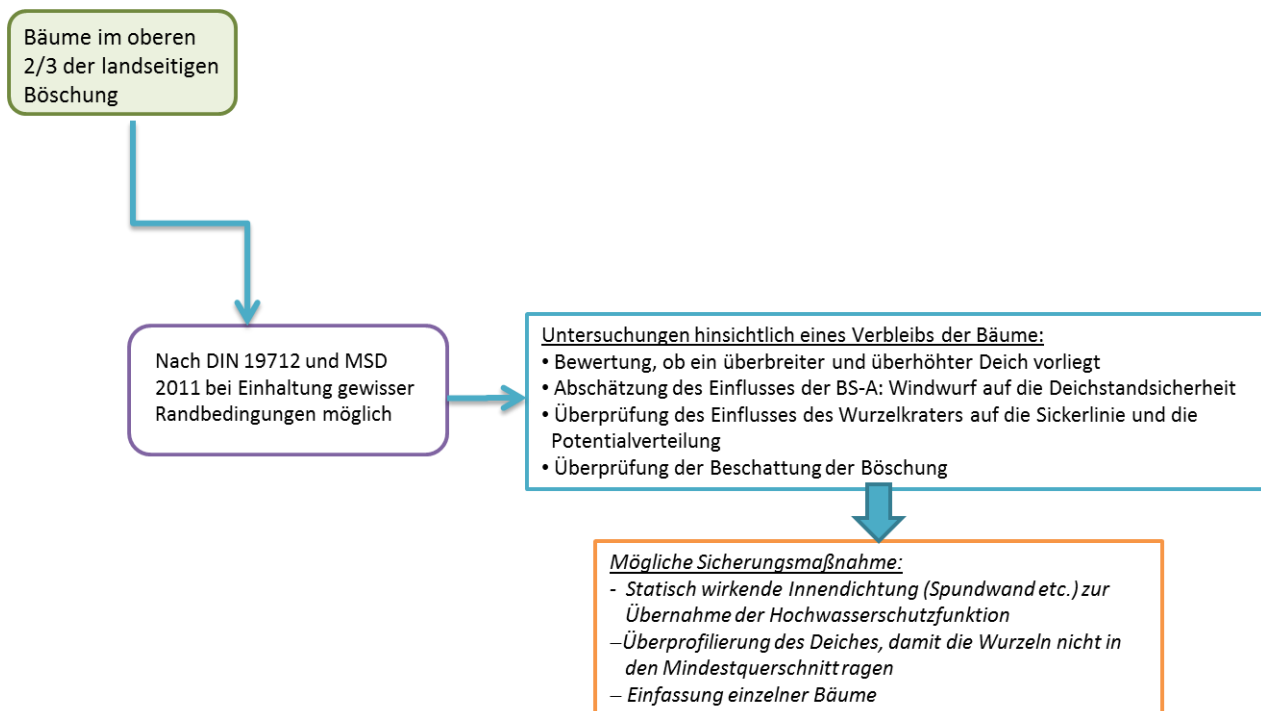 Bäume im oberen
2/3 der landseitigen
Böschung
Nach DIN 19712 und MSD
2011 bei Einhaltung gewisser
Randbedingungen möglich
Untersuchungen hinsichtlich eines Verbleibs der Bäume:
• Bewertung, ob ein überbreiter und überhöhter Deich vorliegt
• Abschätzung des Einflusses der BS-A: Windwurf auf die Deichstandsicherheit
• Überprüfung des Einflusses des Wurzelkraters auf die Sickerlinie und die
Potentialverteilung
• Überprüfung der Beschattung der Böschung
Mögliche Sicherungsmaßnahme:
- Statisch wirkende Innendichtung (Spundwand etc.) zur
Übernahme der Hochwasserschutzfunktion
–Überprofilierung des Deiches, damit die Wurzeln nicht in
den Mindestquerschnitt ragen
– Einfassung einzelner Bäume